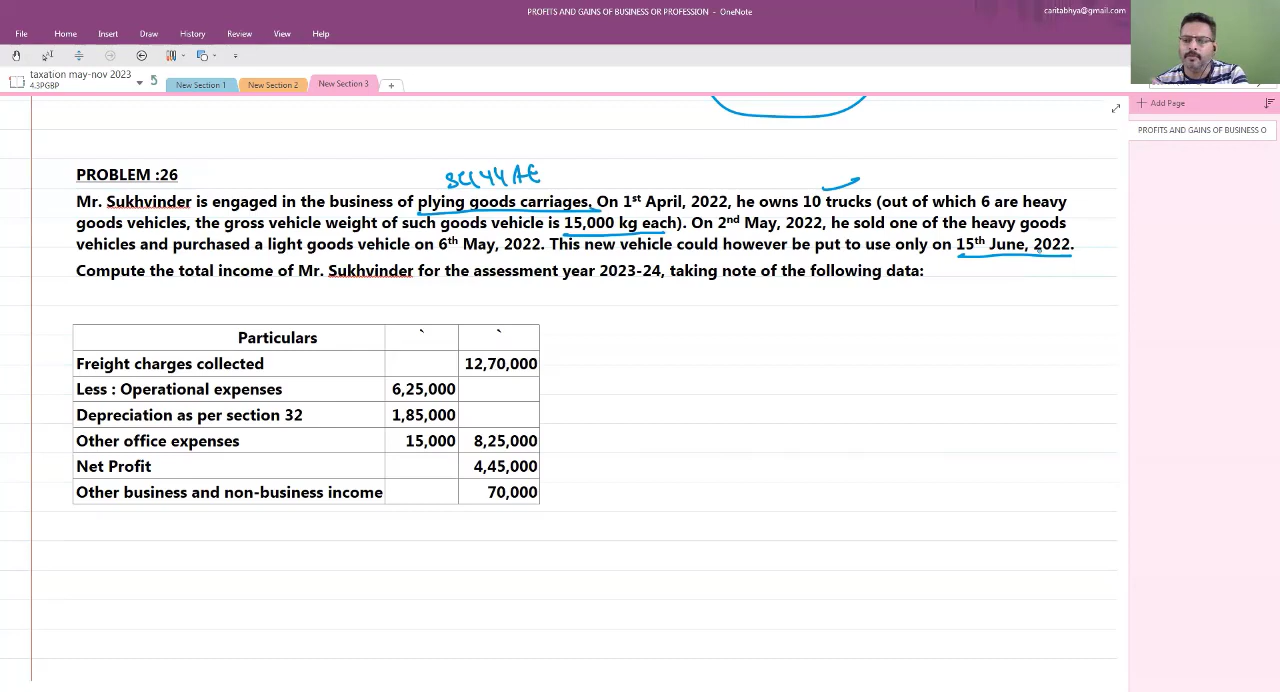 PROFITS AND GAINS OF BUSINESS OR PROFESSION - OneNote
caritabhya@gmail.com
File Home Insert Draw History Review View Help
taxation may-nov 2023
4.3PGBP
New Section 1 New Section 2 New Section 3 +
Add Page
PROFITS AND GAINS OF BUSINESS O
PROBLEM :26
44AE
Mr. Sukhvinder is engaged in the business of plying goods carriages. On 1st April, 2022, he owns 10 trucks (out of which 6 are heavy
goods vehicles, the gross vehicle weight of such goods vehicle is 15,000 kg each). On 2nd May, 2022, he sold one of the heavy goods
vehicles and purchased a light goods vehicle on 6th May, 2022. This new vehicle could however be put to use only on 15th June, 2022.
Compute the total income of Mr. Sukhvinder for the assessment year 2023-24, taking note of the following data:
Particulars ` `
Freight charges collected 12,70,000
Less : Operational expenses 6,25,000
Depreciation as per section 32 1,85,000
Other office expenses 15,000 8,25,000
Net Profit 4,45,000
Other business and non-business income 70,000